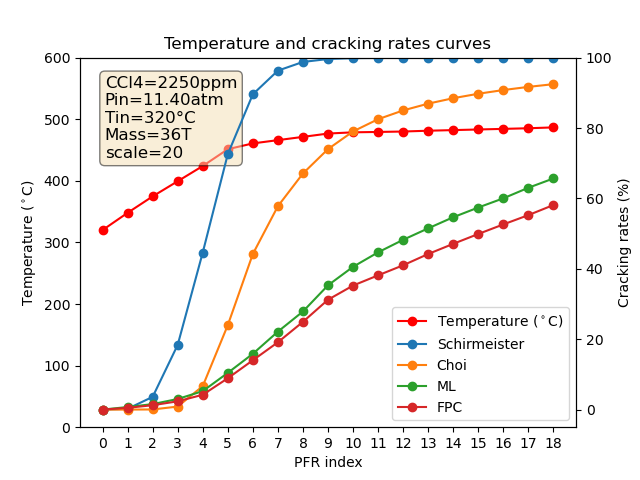 Temperature and cracking rates curves
CCl4=2250ppm
Pin=11.40atm
Tin=320°C
Mass=36T
scale=20
Temperature (°C)
600
500
400
300
200
100
0
100
80
60
40
20
0
Cracking rates (%)
Temperature (°C)
Schirmeister
Choi
ML
FPC
0 1 2 3 4 5 6 7 8 9 10 11 12 13 14 15 16 17 18
PFR index